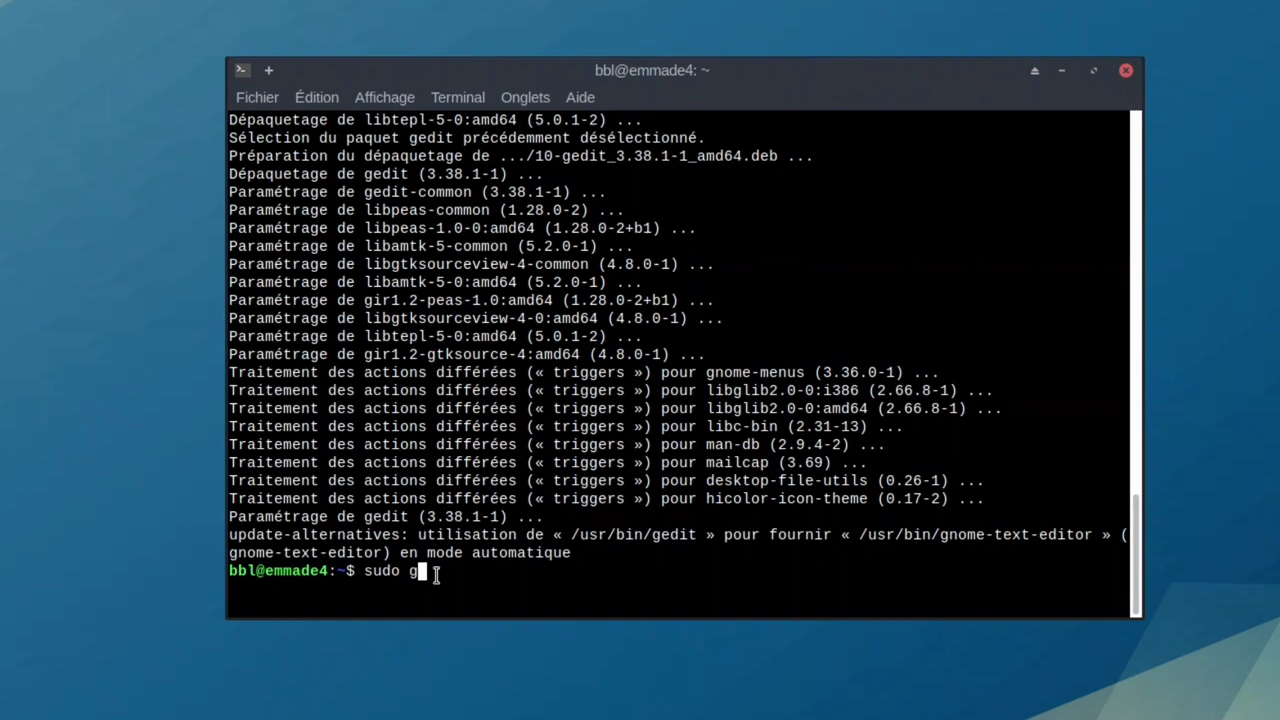 bbl@emmade4: ~
Fichier Édition Affichage Terminal Onglets Aide
Dépaquetage de libtepl-5-0:amd64 (5.0.1-2) ...
Sélection du paquet gedit précédemment désélectionné.
Préparation du dépaquetage de .../10-gedit_3.38.1-1_amd64.deb ...
Dépaquetage de gedit (3.38.1-1) ...
Paramétrage de gedit-common (3.38.1-1) ...
Paramétrage de libpeas-common (1.28.0-2) ...
Paramétrage de libpeas-1.0-0:amd64 (1.28.0-2+b1) ...
Paramétrage de libamtk-5-common (5.2.0-1) ...
Paramétrage de libgtksourceview-4-common (4.8.0-1) ...
Paramétrage de libamtk-5-0:amd64 (5.2.0-1) ...
Paramétrage de gir1.2-peas-1.0:amd64 (1.28.0-2+b1) ...
Paramétrage de libgtksourceview-4-0:amd64 (4.8.0-1) ...
Paramétrage de libtepl-5-0:amd64 (5.0.1-2) ...
Paramétrage de gir1.2-gtksource-4:amd64 (4.8.0-1) ...
Traitement des actions différées (« triggers ») pour gnome-menus (3.36.0-1) ...
Traitement des actions différées (« triggers ») pour libglib2.0-0:i386 (2.66.8-1) ...
Traitement des actions différées (« triggers ») pour libglib2.0-0:amd64 (2.66.8-1) ...
Traitement des actions différées (« triggers ») pour libc-bin (2.31-13) ...
Traitement des actions différées (« triggers ») pour man-db (2.9.4-2) ...
Traitement des actions différées (« triggers ») pour mailcap (3.69) ...
Traitement des actions différées (« triggers ») pour desktop-file-utils (0.26-1) ...
Traitement des actions différées (« triggers ») pour hicolor-icon-theme (0.17-2) ...
Paramétrage de gedit (3.38.1-1) ...
update-alternatives: utilisation de « /usr/bin/gedit » pour fournir « /usr/bin/gnome-text-editor » (
gnome-text-editor) en mode automatique
bbl@emmade4:~$ sudo g